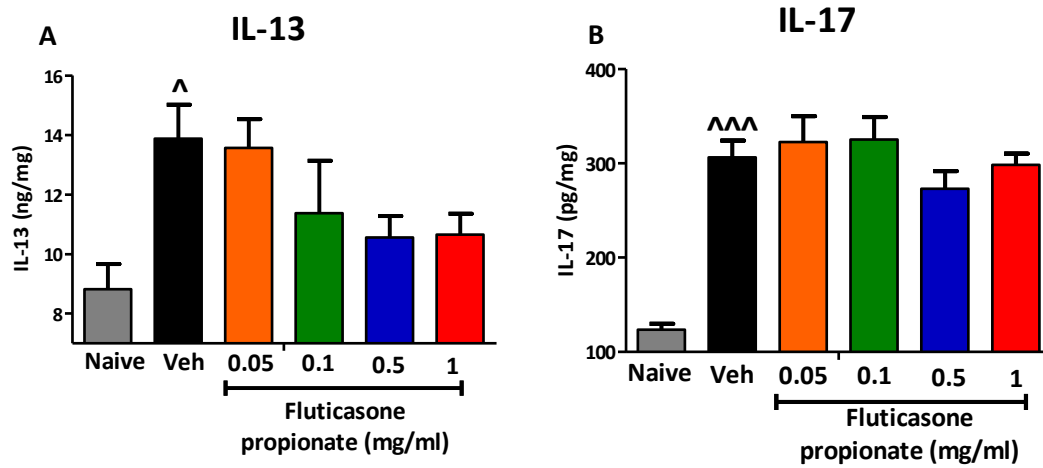 A
IL-13
^
16
14
12
10
8
IL-13 (ng/mg)
Naive Veh 0.05 0.1 0.5 1
Fluticasone
propionate (mg/ml)
B
IL-17
^^^
400
300
200
100
IL-17 (pg/mg)
Naive Veh 0.05 0.1 0.5 1
Fluticasone
propionate (mg/ml)